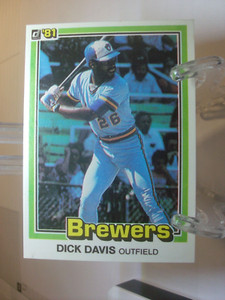 '81
26
Brewers
DICK DAVIS OUTFIELD